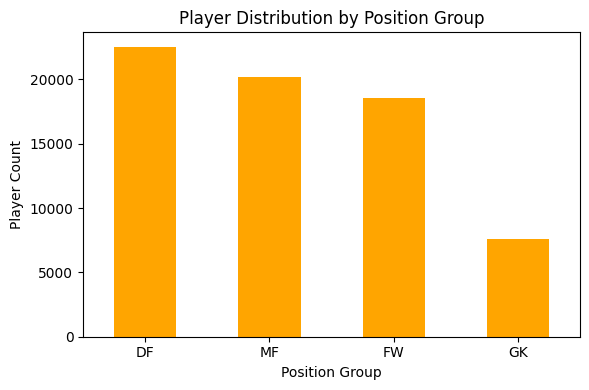 Player Distribution by Position Group
20000
15000
10000
5000
0
Player Count
DF MF FW GK
Position Group